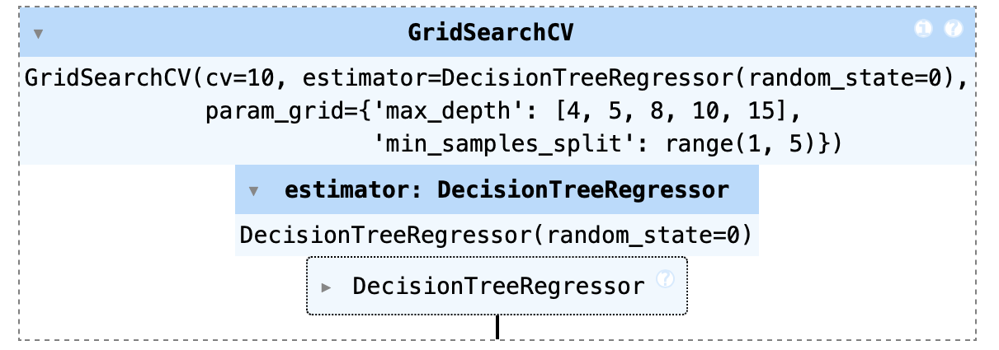 GridSearchCV
GridSearchCV(cv=10, estimator=DecisionTreeRegressor(random_state=0),
param_grid={'max_depth': [4, 5, 8, 10, 15],
'min_samples_split': range(1, 5)})
estimator: DecisionTreeRegressor
DecisionTreeRegressor(random_state=0)
DecisionTreeRegressor